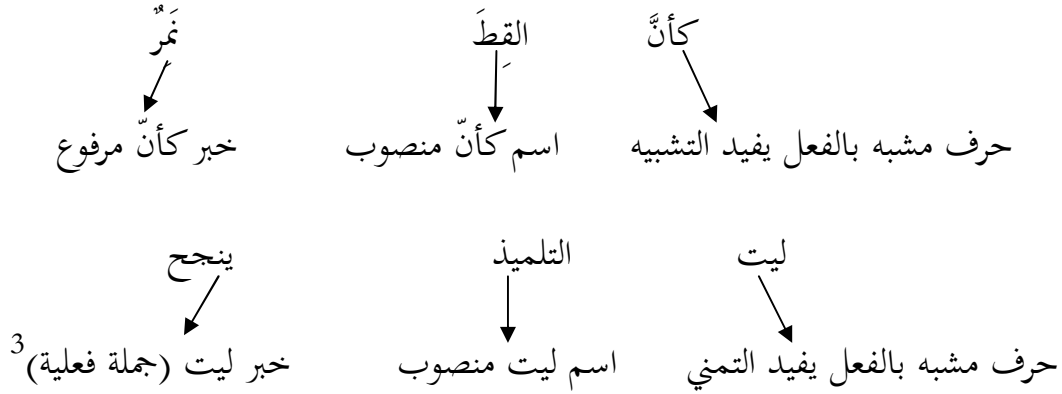 كأنَّ القِطَ نَمِرٌ
حرف مشبه بالفعل يفيد التشبيه اسم كأنّ منصوب خبر كأنّ مرفوع
ليت التلميذ ينجح
حرف مشبه بالفعل يفيد التمني اسم ليت منصوب خبر ليت (جملة فعلية)3